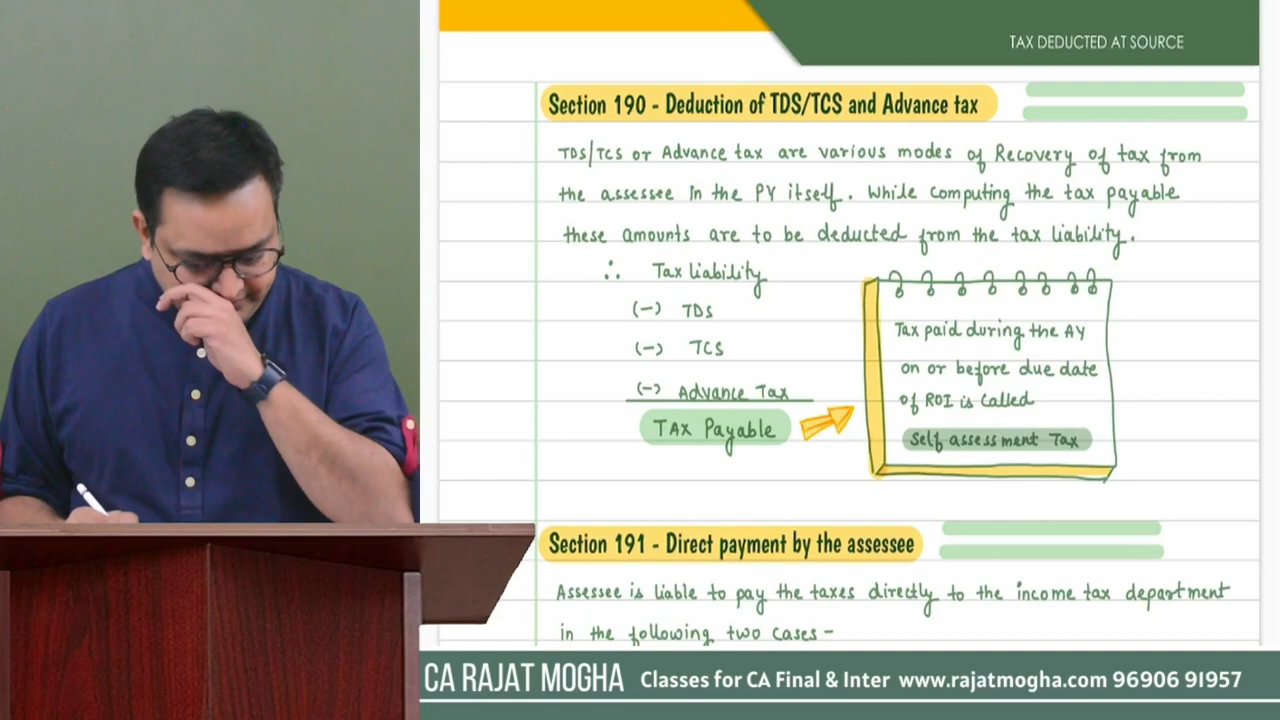 TAX DEDUCTED AT SOURCE
Section 190 - Deduction of TDS/TCS and Advance tax
TDS/TCS or Advance tax are various modes of Recovery of tax from
the assessee in the PY itself. While computing the tax payable
these amounts are to be deducted from the tax liability.
∴ Tax liability
(-) TDS
(-) TCS
(-) Advance Tax
TAX Payable
Tax paid during the AY
on or before due date
of ROI is called
Self assessment Tax
Section 191 - Direct payment by the assessee
Assessee is liable to pay the taxes directly to the income tax department
in the following two cases -
CA RAJAT MOGHA Classes for CA Final & Inter www.rajatmogha.com 96906 91957